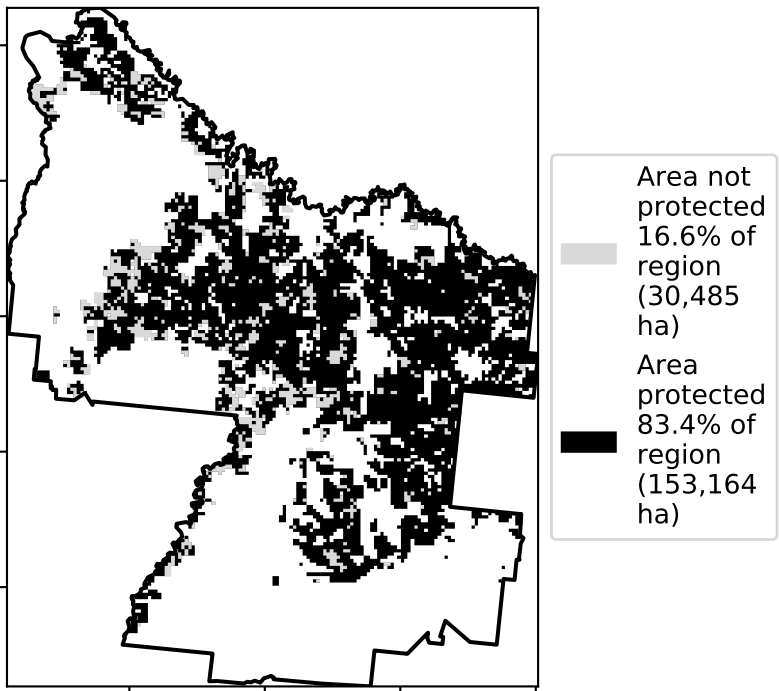 Area not
protected
16.6% of
region
(30,485
ha)
Area
protected
83.4% of
region
(153,164
ha)